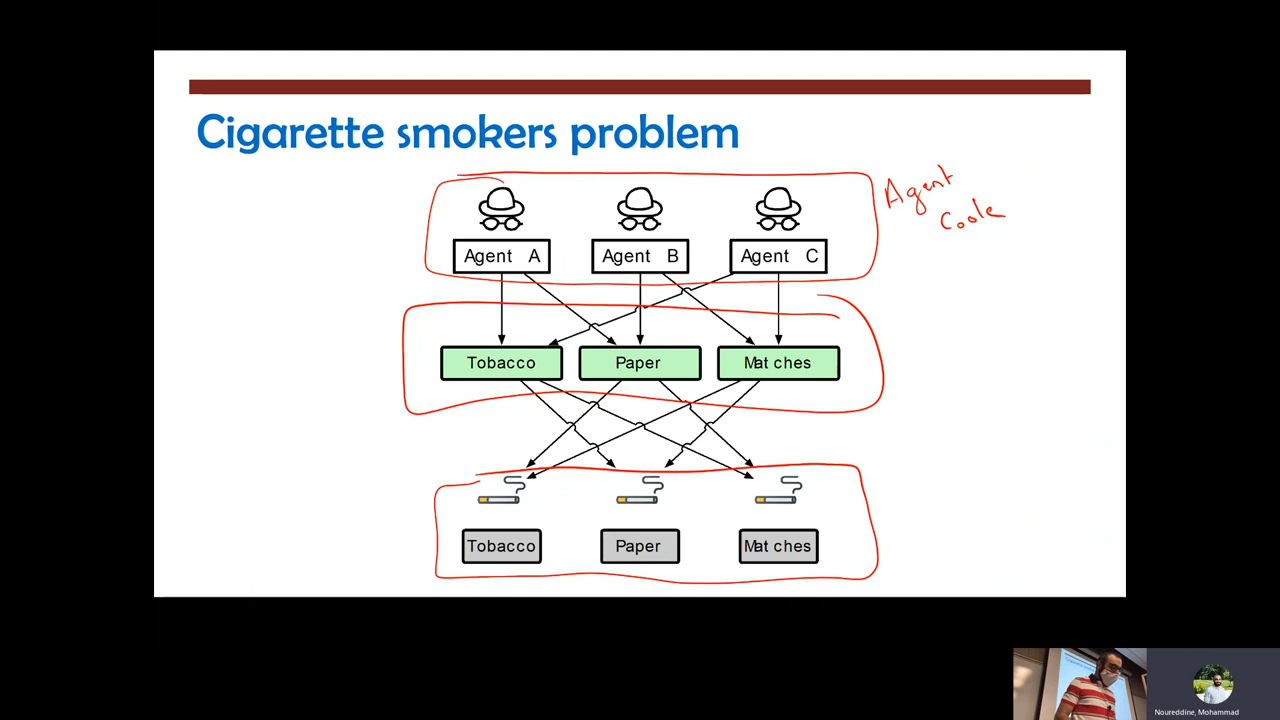 Cigarette smokers problem
Agent
Code
Agent A
Agent B
Agent C
Tobacco
Paper
Mat ches
Tobacco
Paper
Mat ches
Noureddine, Mohammad